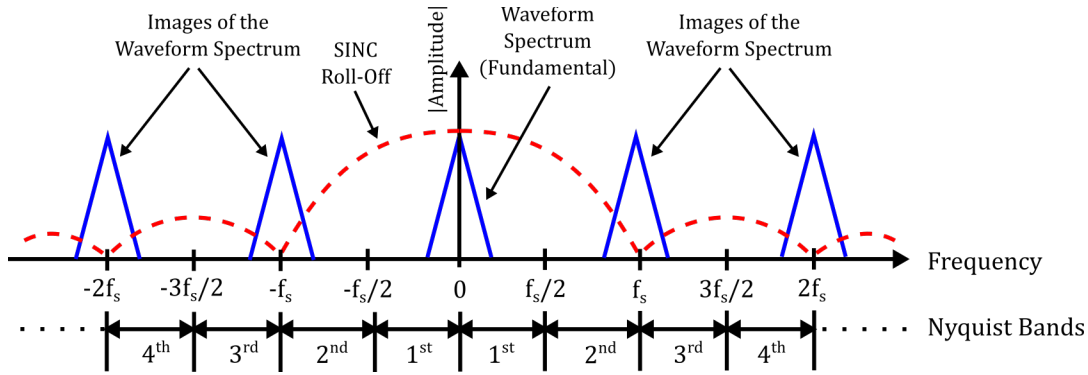 Images of the
Waveform Spectrum
SINC
Roll-Off
|Amplitude|
Waveform
Spectrum
(Fundamental)
Images of the
Waveform Spectrum
-2fs
-3fs/2
-fs
-fs/2
0
fs/2
fs
3fs/2
2fs
Frequency
4th
3rd
2nd
1st
1st
2nd
3rd
4th
Nyquist Bands